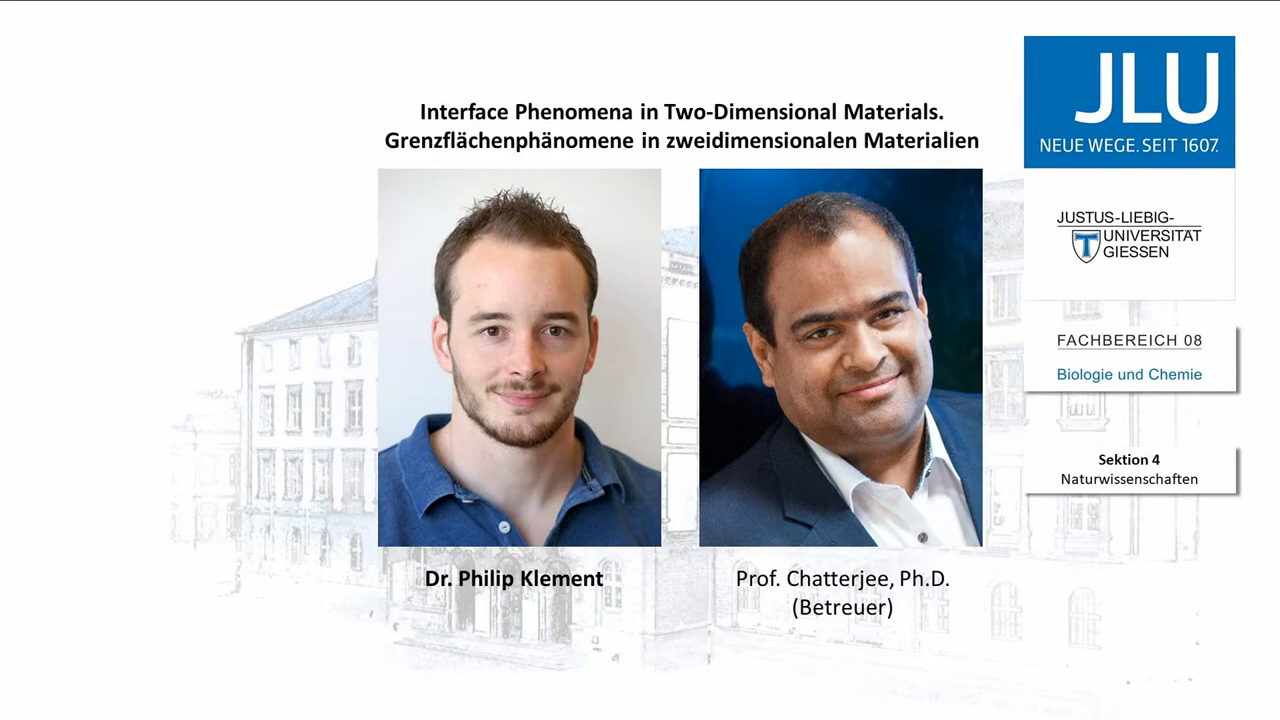 Interface Phenomena in Two-Dimensional Materials.
Grenzflächenphänomene in zweidimensionalen Materialien
Dr. Philip Klement
Prof. Chatterjee, Ph.D.
(Betreuer)
JLU
NEUE WEGE. SEIT 1607.
JUSTUS-LIEBIG-
UNIVERSITÄT
GIESSEN
FACHBEREICH 08
Biologie und Chemie
Sektion 4
Naturwissenschaften